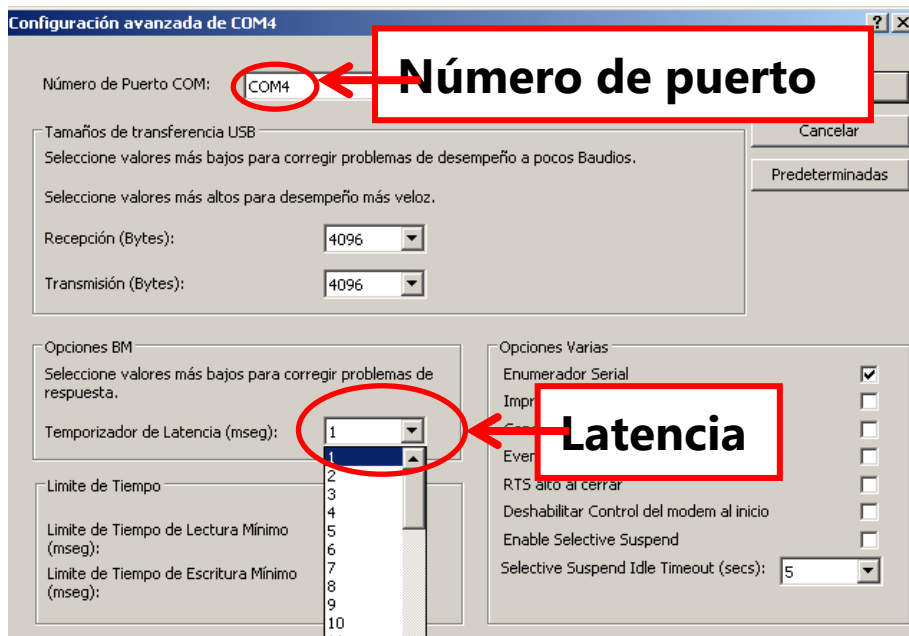 Configuración avanzada de COM4
? X
Número de Puerto COM: COM4
Número de puerto
Tamaños de transferencia USB
Seleccione valores más bajos para corregir problemas de desempeño a pocos Baudios.
Cancelar
Predeterminadas
Seleccione valores más altos para desempeño más veloz.
Recepción (Bytes): 4096
Transmisión (Bytes): 4096
Opciones BM
Seleccione valores más bajos para corregir problemas de
respuesta.
Temporizador de Latencia (mseg): 1
1
2
3
4
5
6
7
8
9
10
Limite de Tiempo
Limite de Tiempo de Lectura Mínimo
(mseg):
Limite de Tiempo de Escritura Mínimo
(mseg):
Opciones Varias
Enumerador Serial
Latencia
RTS alto al cerrar
Deshabilitar Control del modem al inicio
Enable Selective Suspend
Selective Suspend Idle Timeout (secs): 5